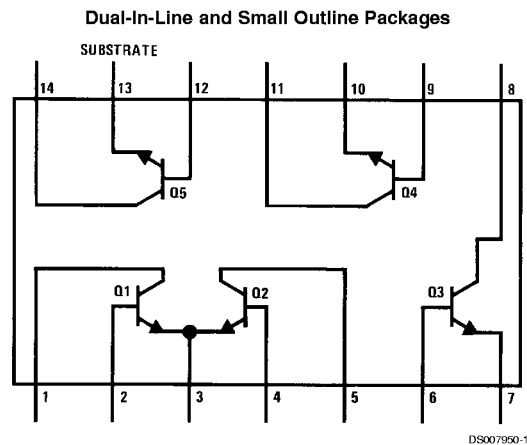 Dual-In-Line and Small Outline Packages
SUBSTRATE
14 13 12 11 10 9 8
Q5 Q4
Q1 Q2 Q3
1 2 3 4 5 6 7
DS007950-1